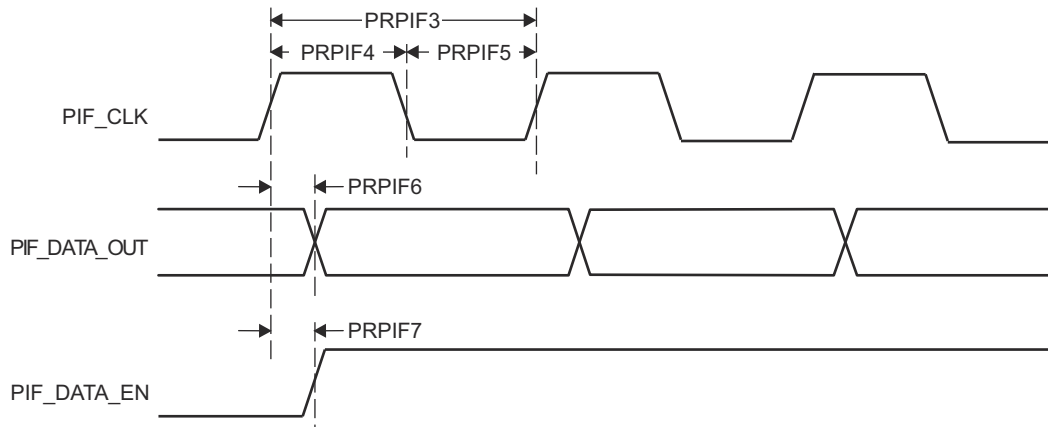 PRPIF3
PRPIF4 PRPIF5
PIF_CLK
PRPIF6
PIF_DATA_OUT
PRPIF7
PIF_DATA_EN